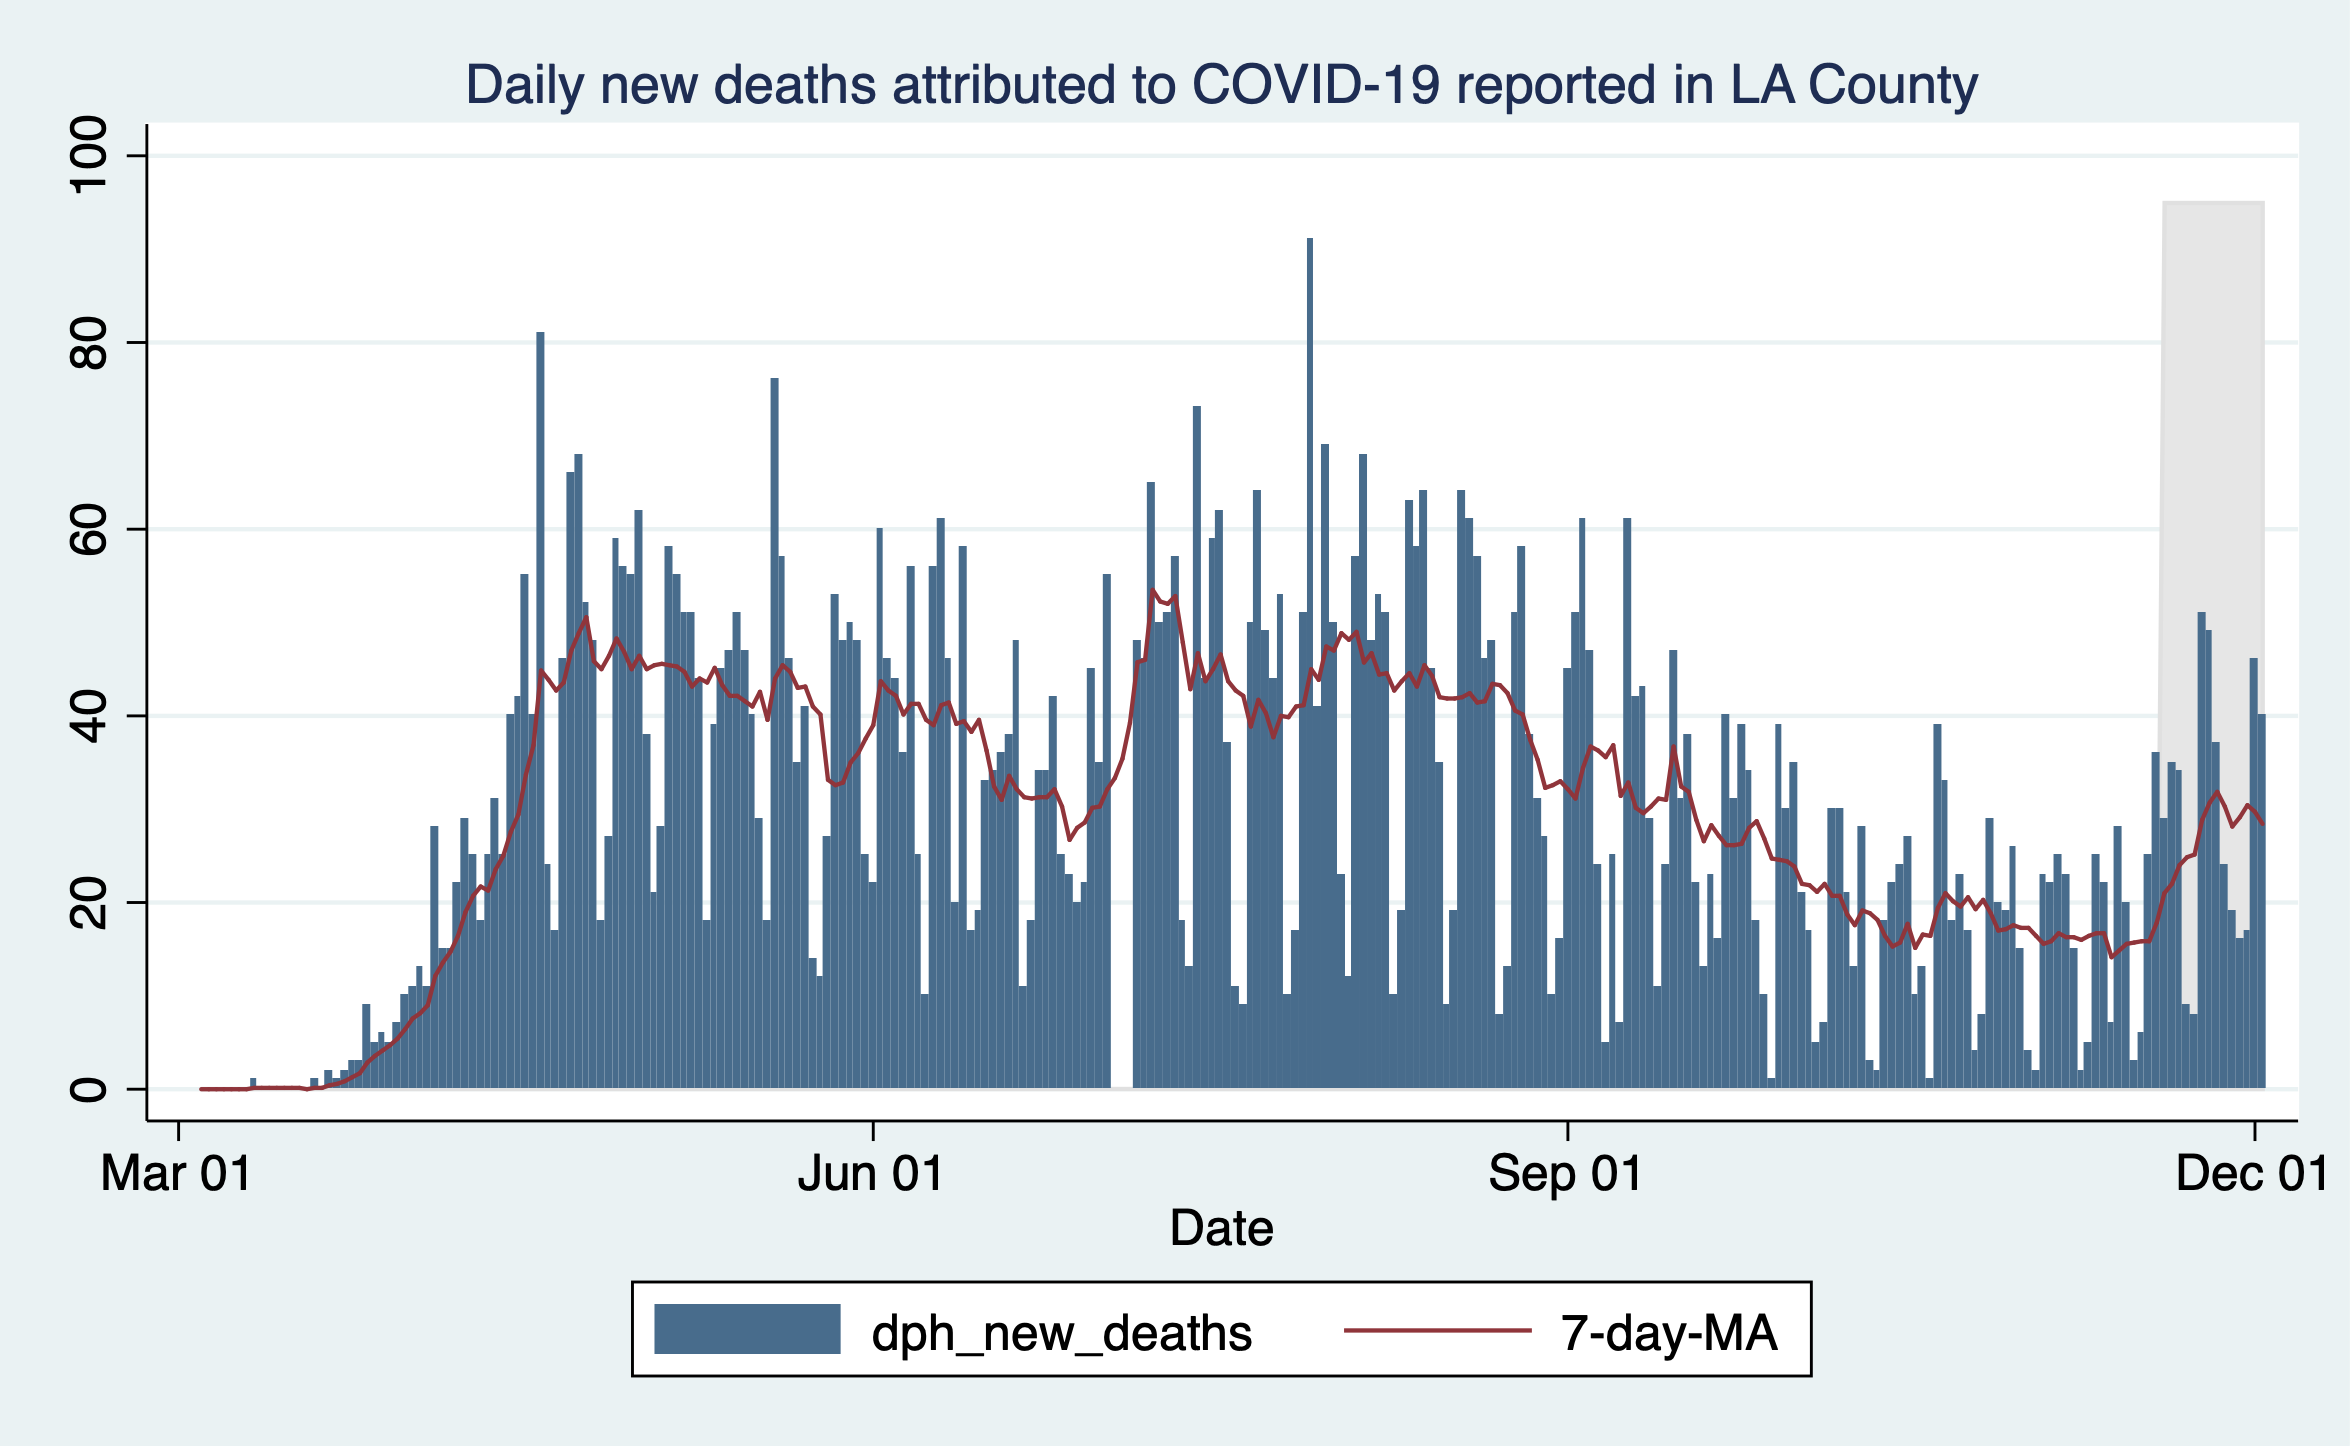 Daily new deaths attributed to COVID-19 reported in LA County
100
80
60
40
20
0
Mar 01 Jun 01 Sep 01 Dec 01
Date
dph_new_deaths 7-day-MA